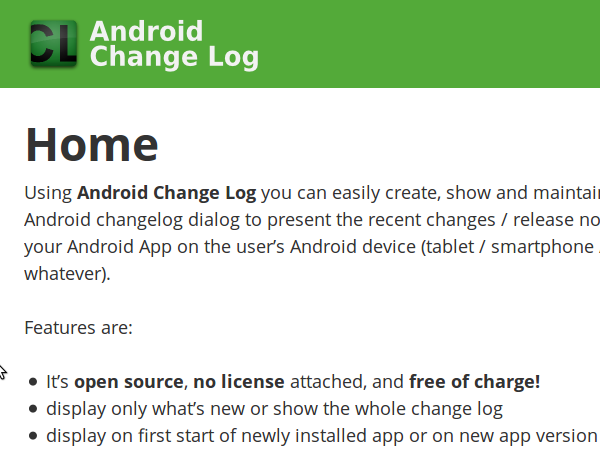 CL
Android
Change Log
Home
Using Android Change Log you can easily create, show and maintain
Android changelog dialog to present the recent changes / release no
your Android App on the user’s Android device (tablet / smartphone /
whatever).
Features are:
It’s open source, no license attached, and free of charge!
display only what’s new or show the whole change log
display on first start of newly installed app or on new app version